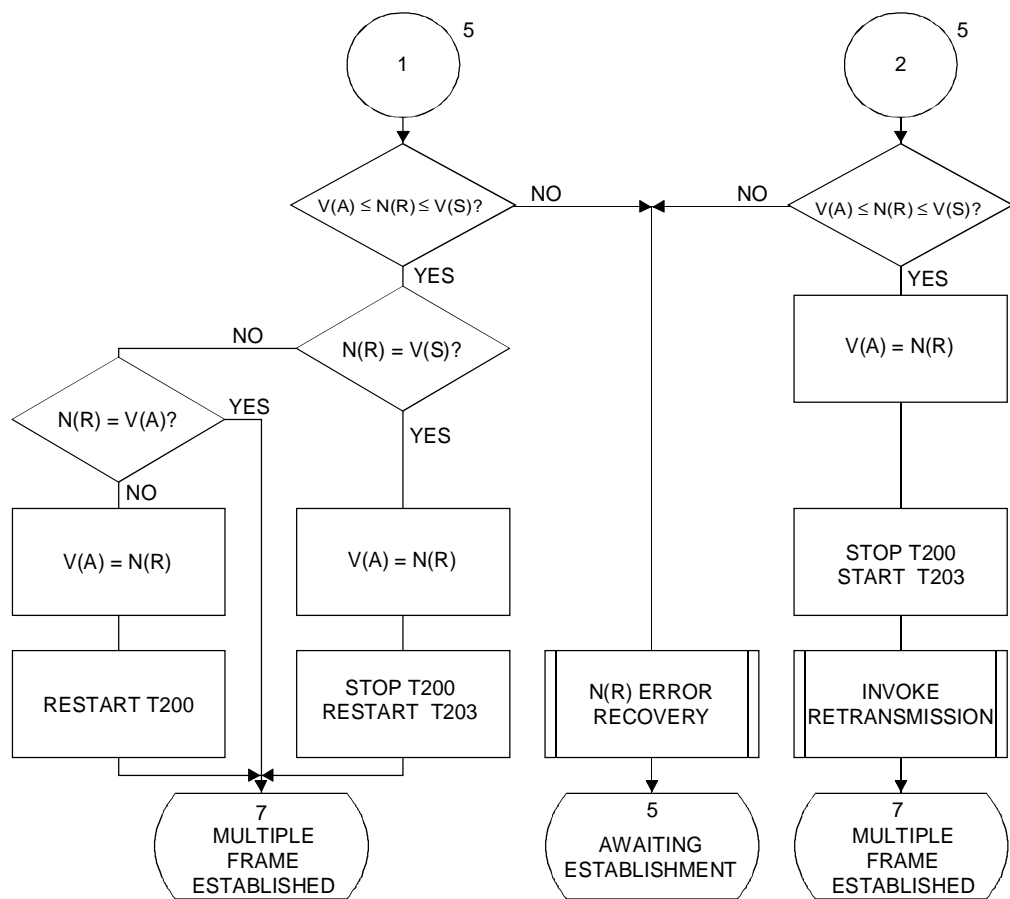 5
5
1
2
V(A) ≤ N(R) ≤ V(S)?
NO
NO
V(A) ≤ N(R) ≤ V(S)?
YES
YES
NO
N(R) = V(S)?
V(A) = N(R)
N(R) = V(A)?
YES
YES
NO
V(A) = N(R)
V(A) = N(R)
STOP T200
START T203
RESTART T200
STOP T200
RESTART T203
N(R) ERROR
RECOVERY
INVOKE
RETRANSMISSION
7
MULTIPLE
FRAME
ESTABLISHED
5
AWAITING
ESTABLISHMENT
7
MULTIPLE
FRAME
ESTABLISHED